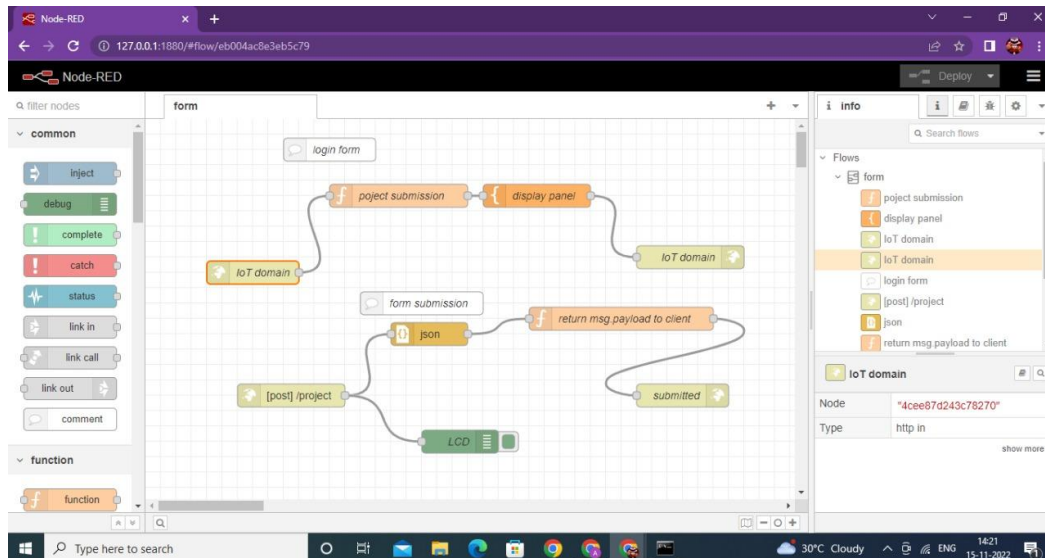 Node-RED
127.0.0.1:1880/#flow/eb004ac8e3eb5c79
Node-RED
Deploy
filter nodes
common
inject
debug
complete
catch
status
link in
link call
link out
comment
function
function
form
login form
poject submission
display panel
IoT domain
IoT domain
form submission
json
return msg.payload to client
[post] /project
submitted
LCD
i info
Search flows
Flows
form
poject submission
display panel
IoT domain
IoT domain
login form
[post] /project
json
return msg.payload to client
IoT domain
Node "4cee87d243c78270"
Type http in
show more
Type here to search
30°C Cloudy
ENG
14:21
15-11-2022